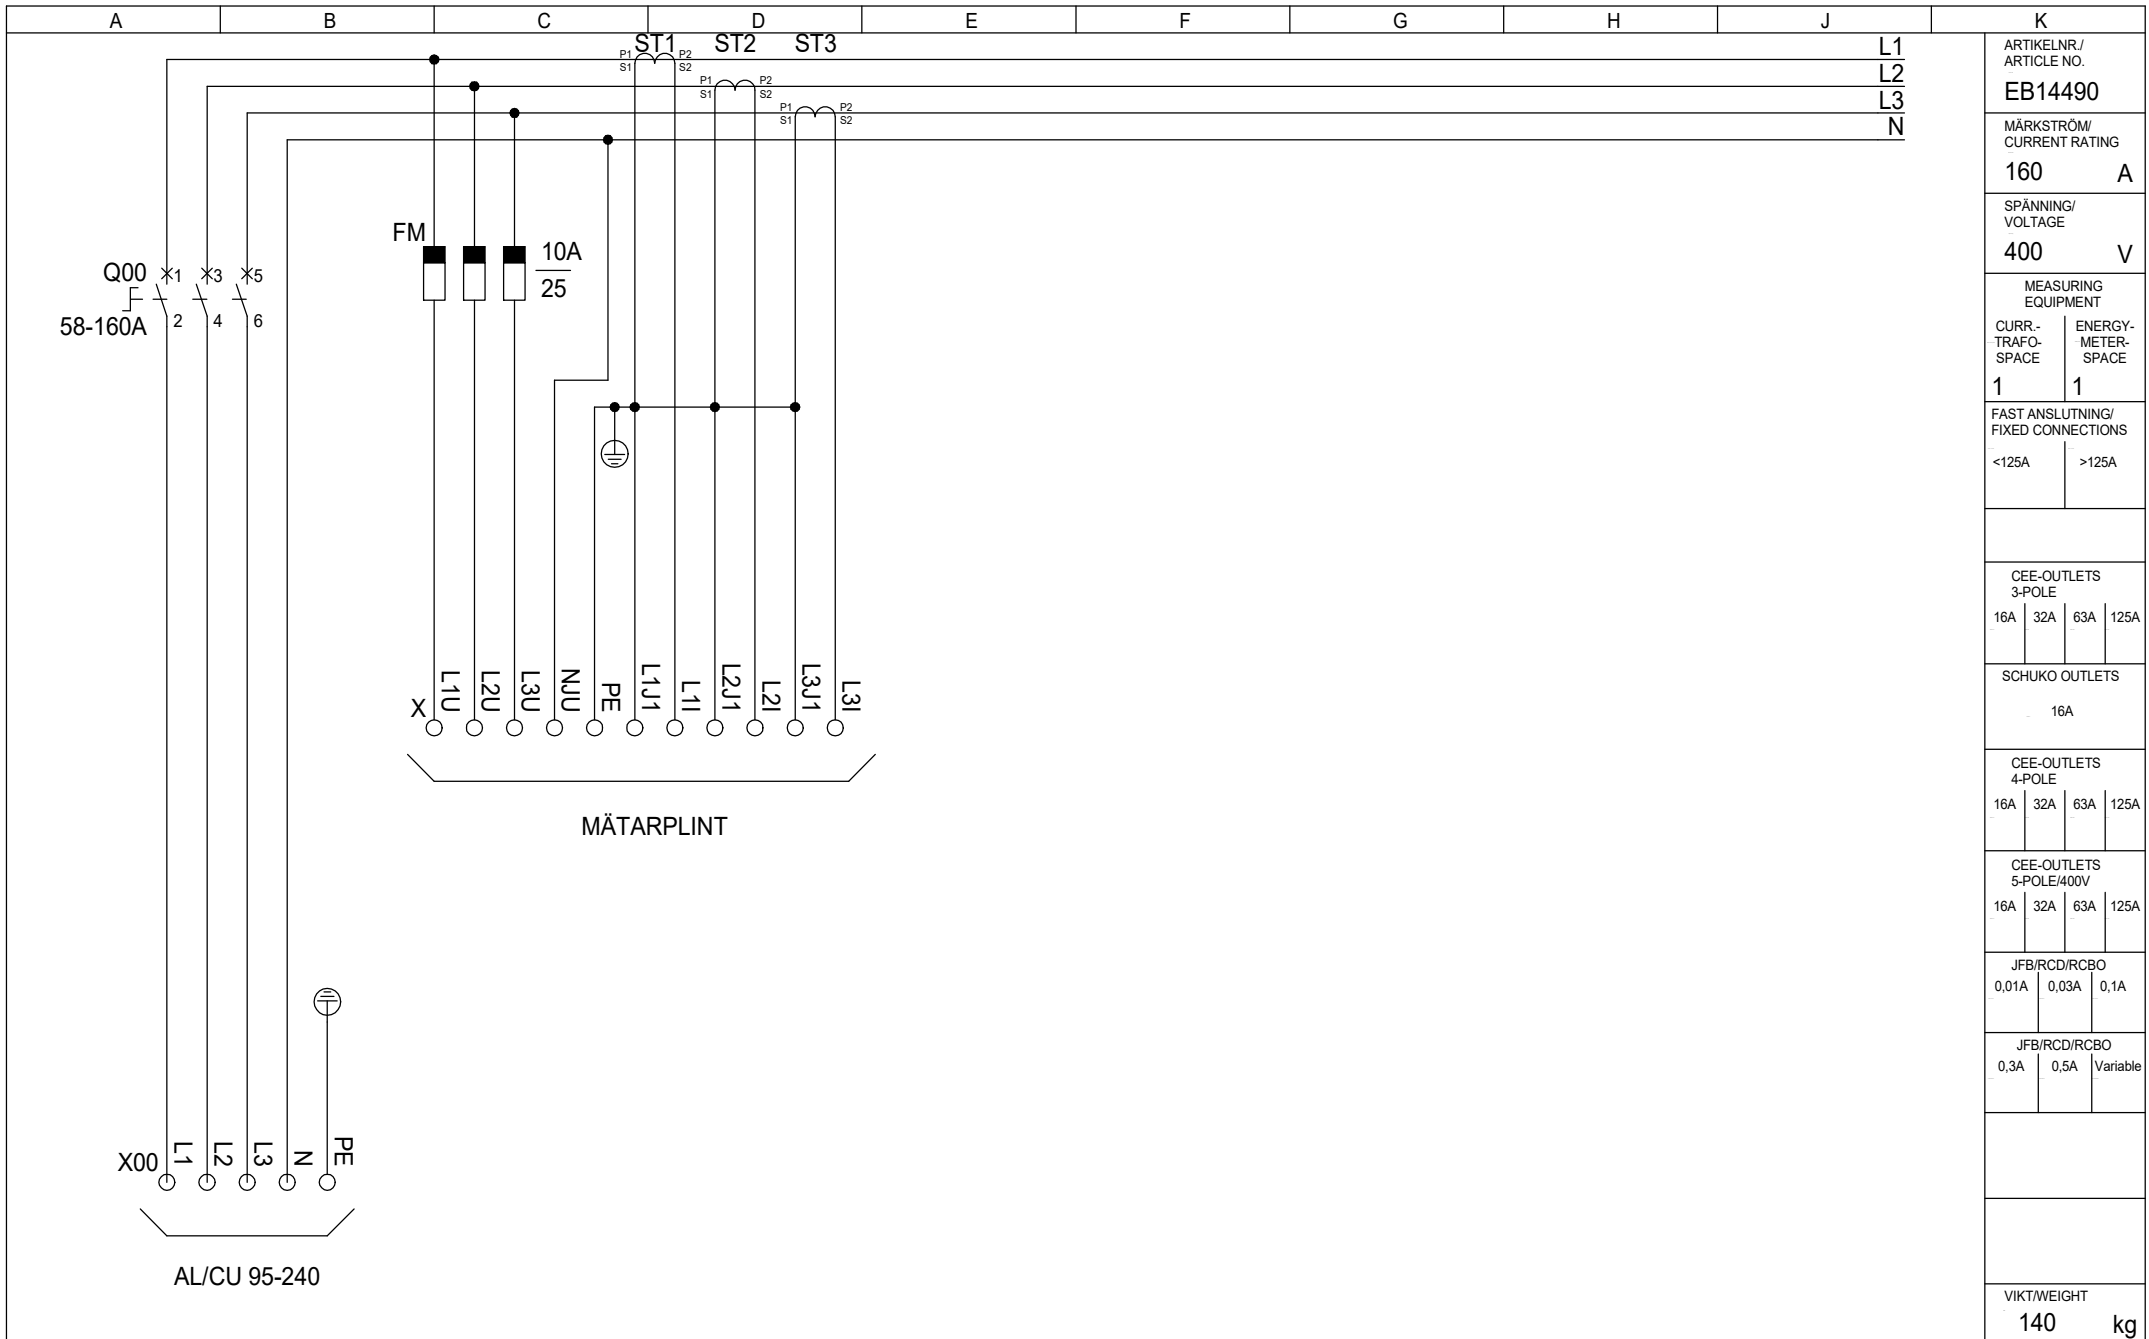 A B C D E F G H J K
ST1 ST2 ST3
P1 P2
S1 S2
P1 P2
S1 S2
P1 P2
S1 S2
L1
L2
L3
N
FM
10A
25
Q00 1 3 5
58-160A 2 4 6
X L1U L2U L3U NJU PE L1J1 L1I L2J1 L2I L3J1 L3I
MÄTARPLINT
X00 L1 L2 L3 N PE
AL/CU 95-240
ARTIKELNR./
ARTICLE NO.
EB14490
MÄRKSTRÖM/
CURRENT RATING
160 A
SPÄNNING/
VOLTAGE
400 V
MEASURING
EQUIPMENT
CURR.-
TRAFO-
SPACE
1
ENERGY-
METER-
SPACE
1
FAST ANSLUTNING/
FIXED CONNECTIONS
<125A >125A
CEE-OUTLETS
3-POLE
16A 32A 63A 125A
SCHUKO OUTLETS
16A
CEE-OUTLETS
4-POLE
16A 32A 63A 125A
CEE-OUTLETS
5-POLE/400V
16A 32A 63A 125A
JFB/RCD/RCBO
0,01A 0,03A 0,1A
JFB/RCD/RCBO
0,3A 0,5A Variable
VIKT/WEIGHT
140 kg